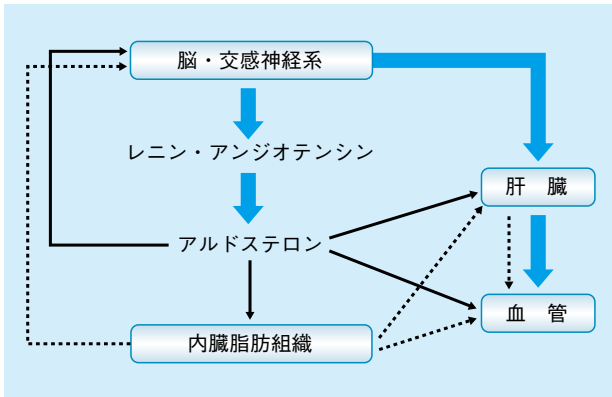 脳・交感神経系
レニン・アンジオテンシン
肝　臓
アルドステロン
血　管
内臓脂肪組織